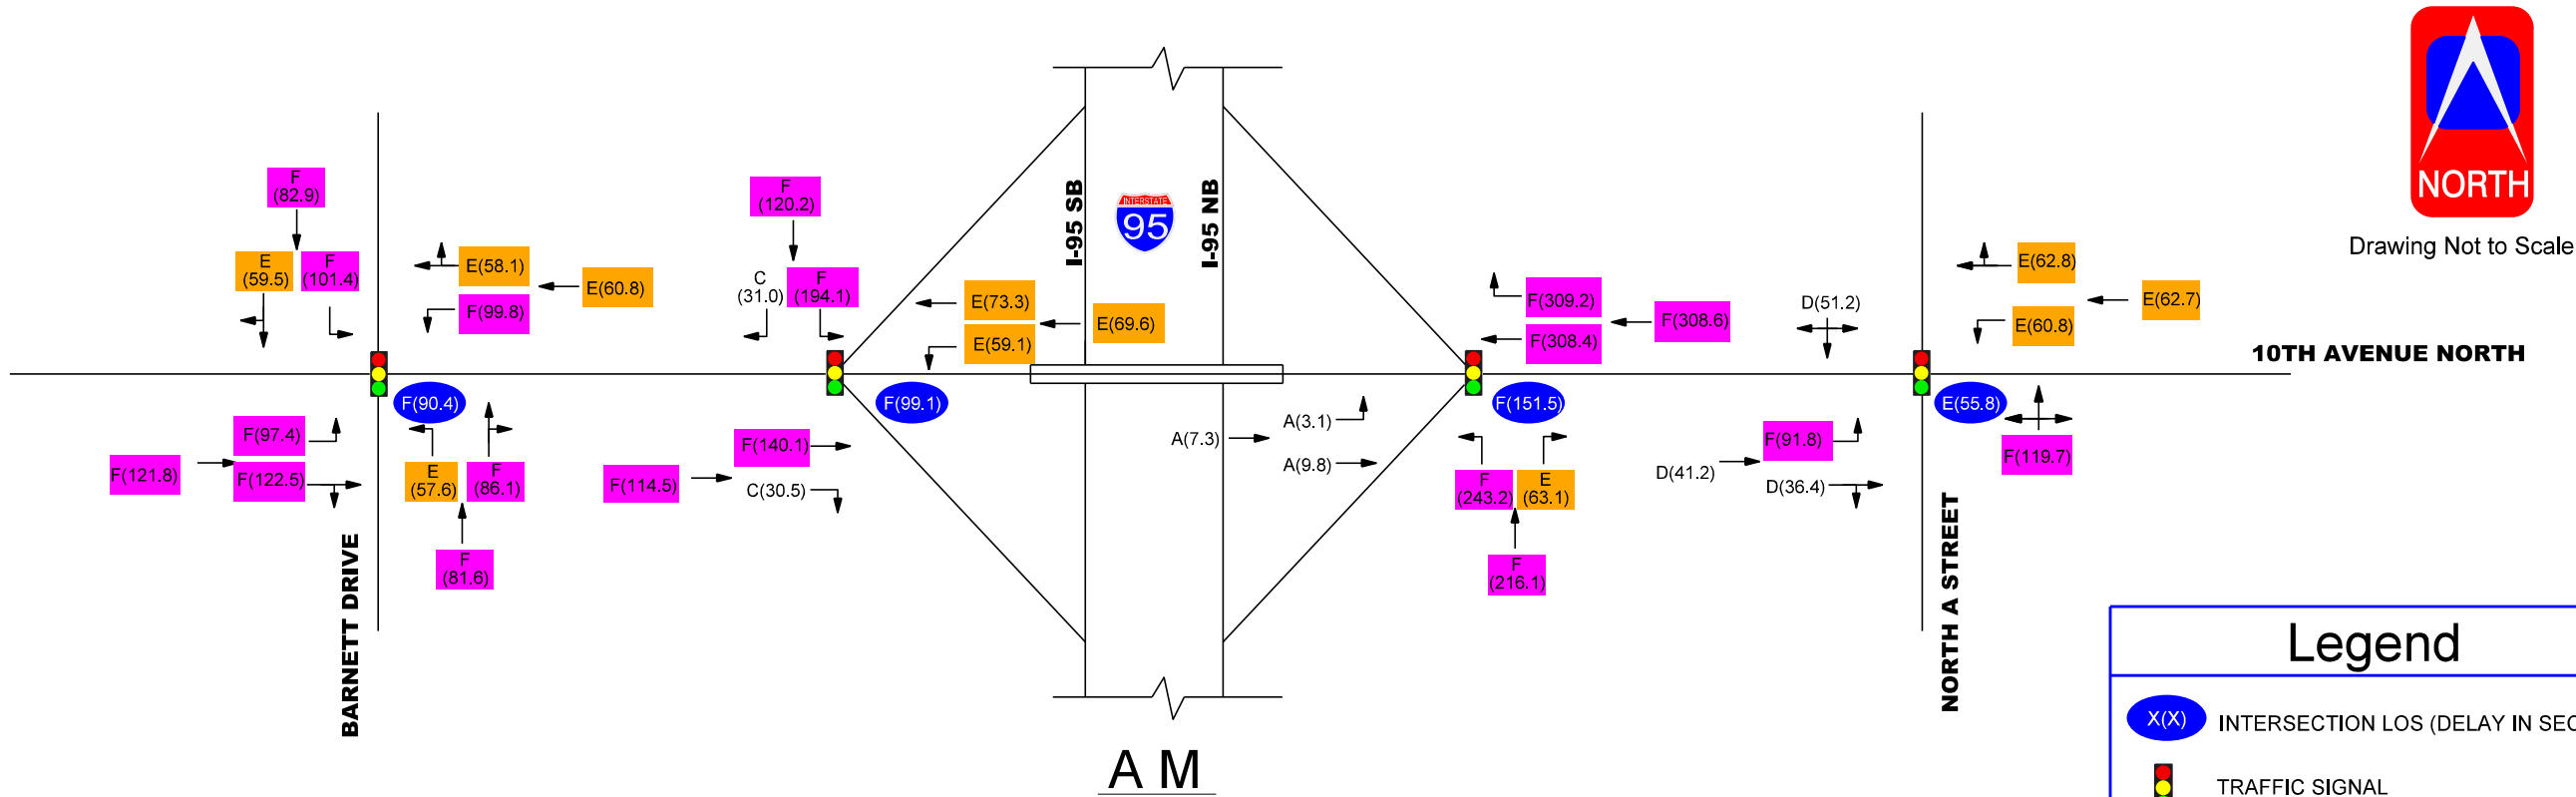 NORTH
Drawing Not to Scale
F
(82.9)
E
(59.5)
F
(101.4)
E(58.1)
F(99.8)
E(60.8)
F
(120.2)
C
(31.0)
F
(194.1)
E(73.3)
E(59.1)
E(69.6)
I-95 SB
INTERSTATE
95
I-95 NB
F(309.2)
F(308.4)
F(308.6)
D(51.2)
E(62.8)
E(60.8)
E(62.7)
10TH AVENUE NORTH
F(90.4)
F(99.1)
F(151.5)
E(55.8)
F(97.4)
F(121.8)
F(122.5)
E
(57.6)
F
(86.1)
F
(81.6)
F(140.1)
F(114.5)
C(30.5)
A(7.3)
A(3.1)
A(9.8)
F
(243.2)
E
(63.1)
F
(216.1)
F(91.8)
D(41.2)
D(36.4)
F(119.7)
BARNETT DRIVE
NORTH A STREET
A M
Legend
X(X)
INTERSECTION LOS (DELAY IN SEC
TRAFFIC SIGNAL